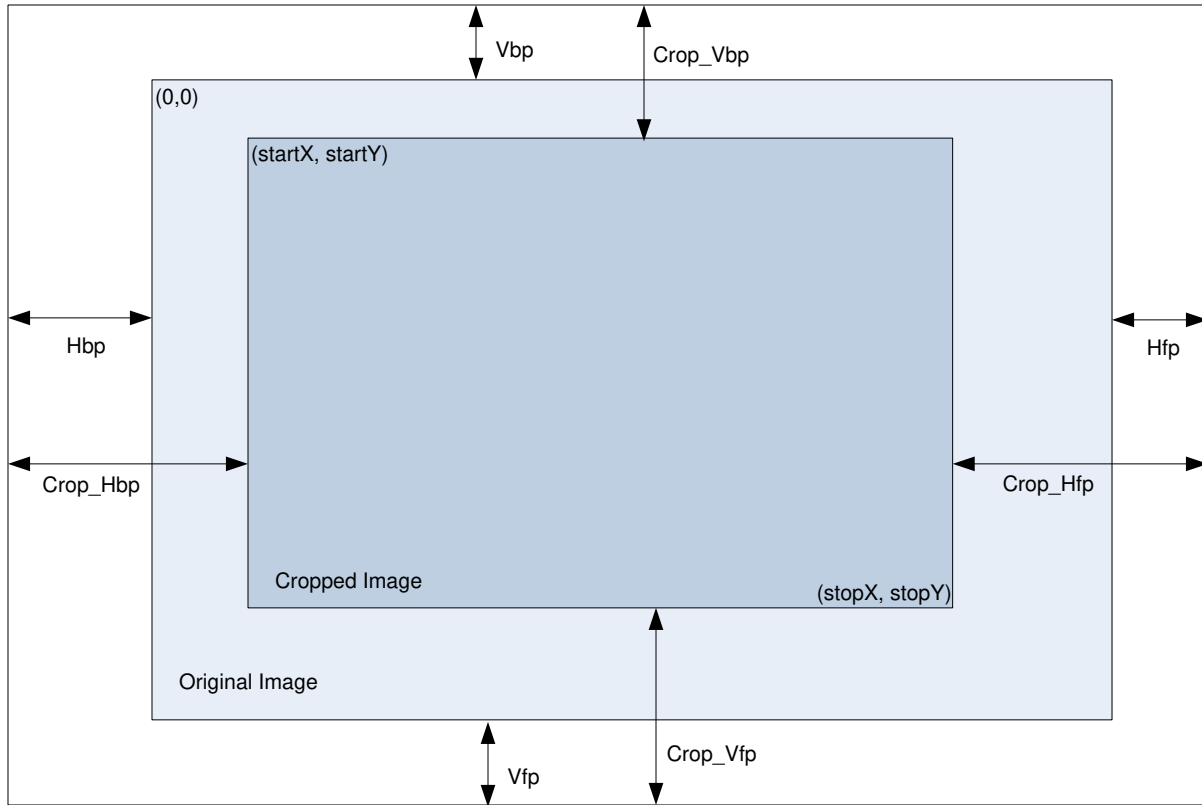 Vbp
Crop_Vbp
(0,0)
(startX, startY)
Hbp
Hfp
Crop_Hbp
Crop_Hfp
Cropped Image
(stopX, stopY)
Original Image
Crop_Vfp
Vfp